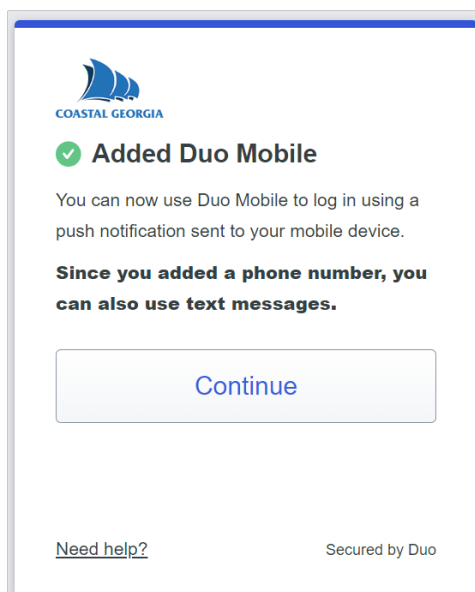 COASTAL GEORGIA
Added Duo Mobile
You can now use Duo Mobile to log in using a
push notification sent to your mobile device.
Since you added a phone number, you
can also use text messages.
Continue
Need help?
Secured by Duo